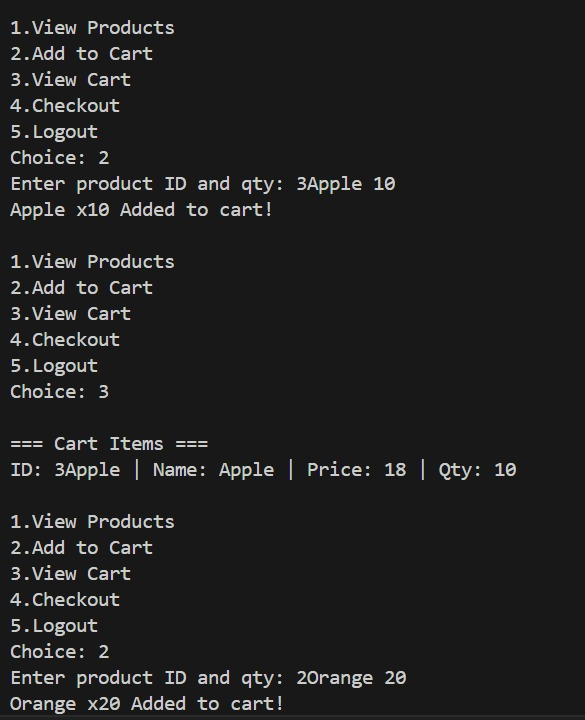 1.View Products
2.Add to Cart
3.View Cart
4.Checkout
5.Logout
Choice: 2
Enter product ID and qty: 3Apple 10
Apple x10 Added to cart!
1.View Products
2.Add to Cart
3.View Cart
4.Checkout
5.Logout
Choice: 3
=== Cart Items ===
ID: 3Apple | Name: Apple | Price: 18 | Qty: 10
1.View Products
2.Add to Cart
3.View Cart
4.Checkout
5.Logout
Choice: 2
Enter product ID and qty: 2Orange 20
Orange x20 Added to cart!